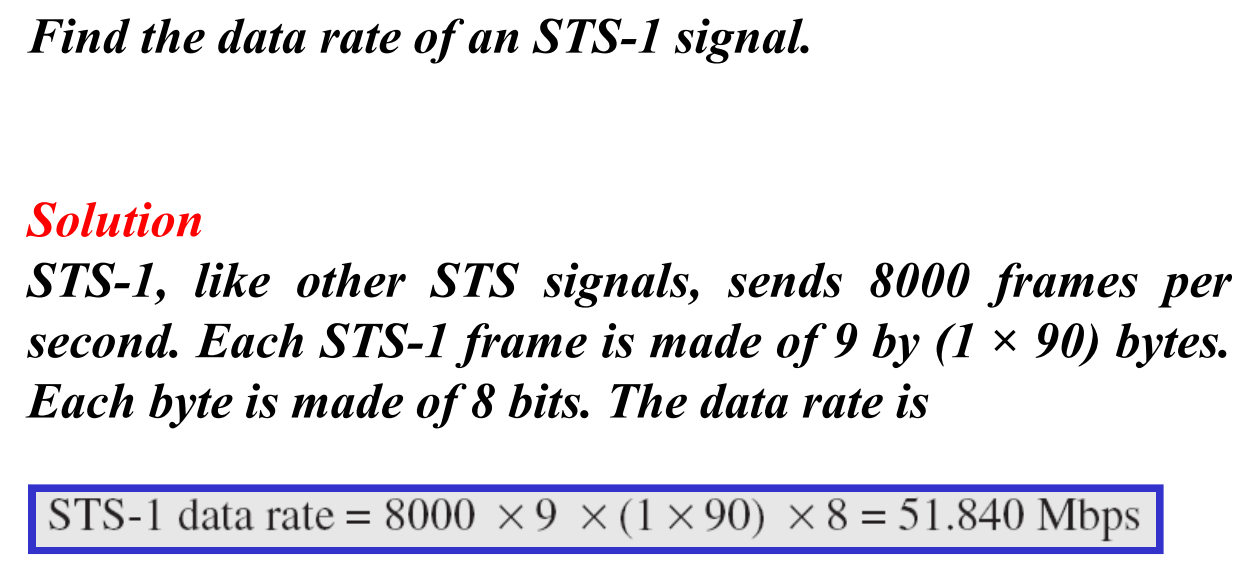 Find the data rate of an STS-1 signal.
Solution
STS-1, like other STS signals, sends 8000 frames per
second. Each STS-1 frame is made of 9 by (1 × 90) bytes.
Each byte is made of 8 bits. The data rate is
STS-1 data rate = 8000 × 9 × (1 × 90) × 8 = 51.840 Mbps